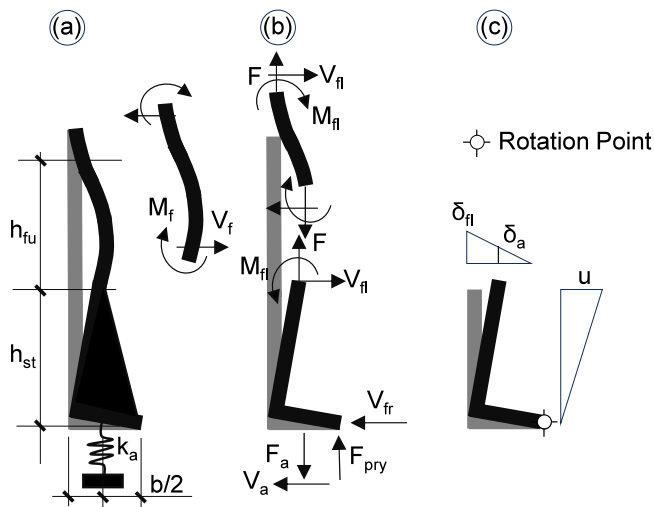 (a)
(b)
(c)
F
V_fl
M_fl
M_f
V_f
h_fu
h_st
k_a
b/2
F
M_fl
V_fl
V_fr
F_a
F_pry
V_a
Rotation Point
δ_fl
δ_a
u